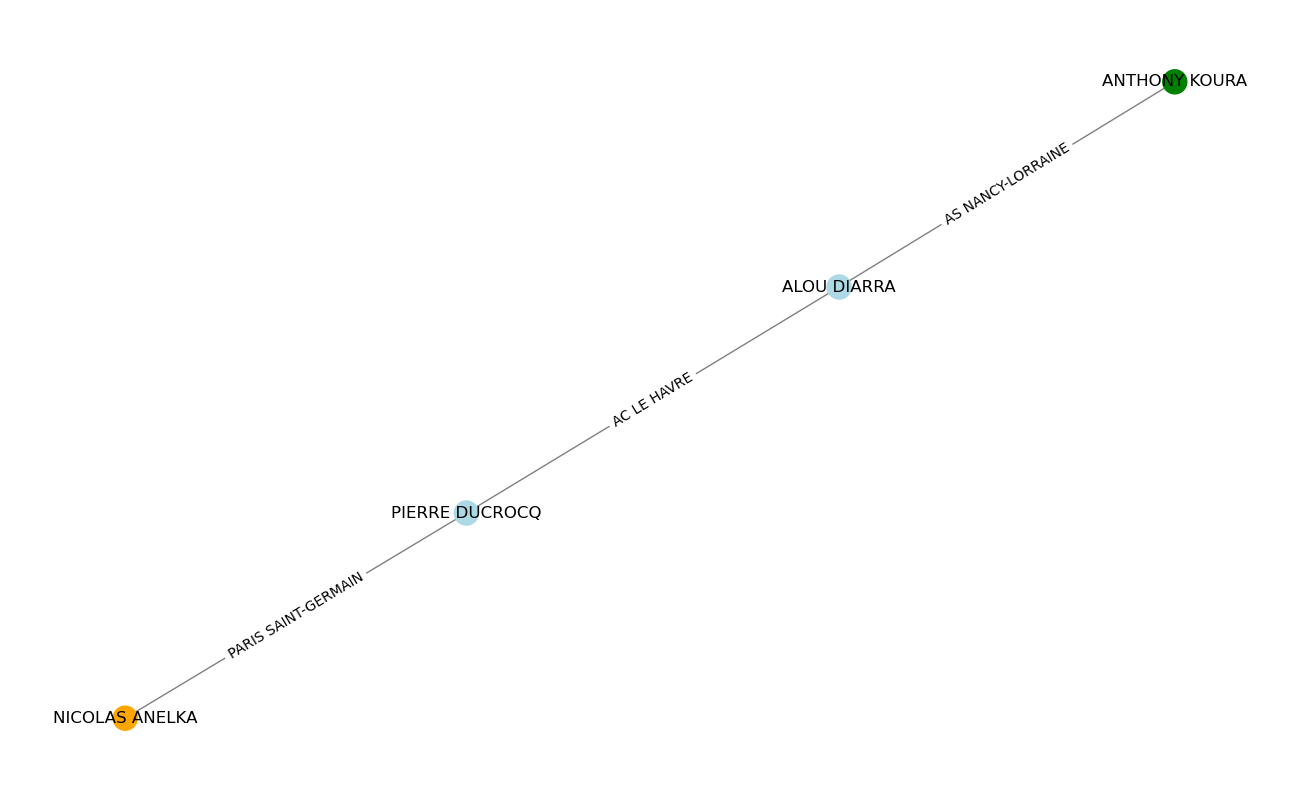 ANTHONY KOURA
AS NANCY-LORRAINE
ALOU DIARRA
AC LE HAVRE
PIERRE DUCROCQ
PARIS SAINT-GERMAIN
NICOLAS ANELKA